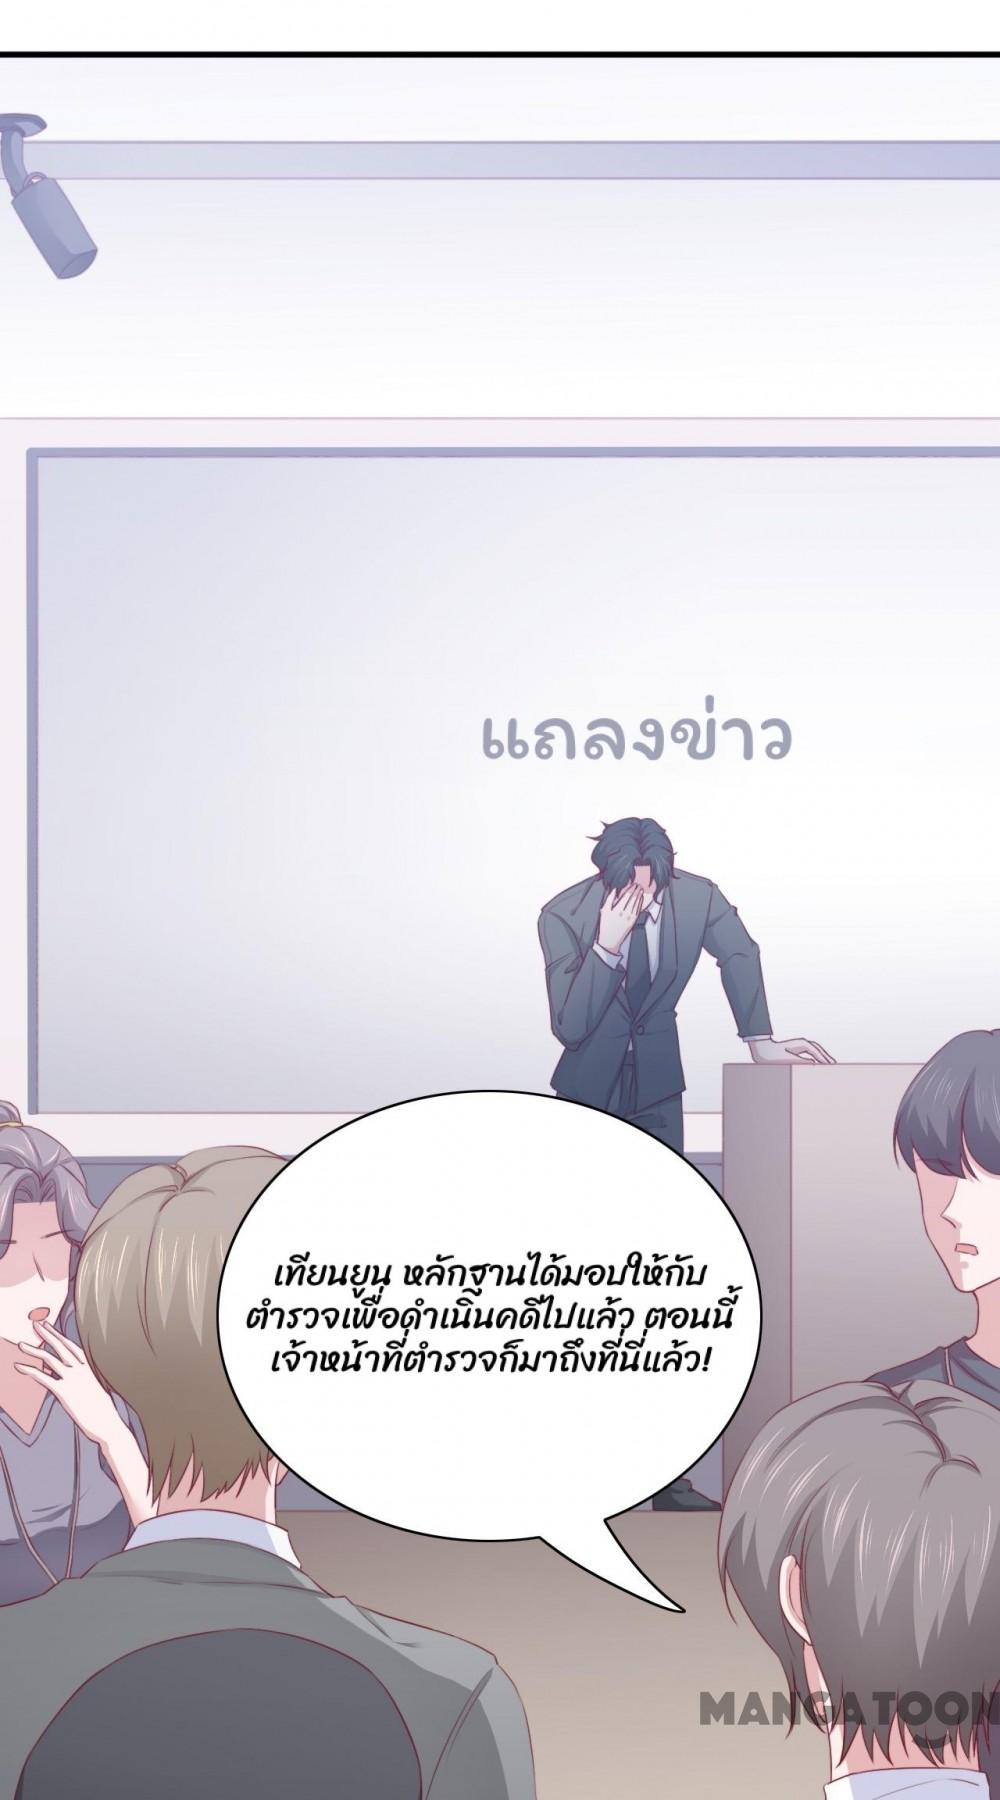 แถลงข่าว
เทียนยูน หลักฐานได้มอบให้กับ
ตำรวจเพื่อดำเนินคดีไปแล้ว ตอนนี้
เจ้าหน้าที่ตำรวจก็มาถึงที่นี่แล้ว!
MANGATOON